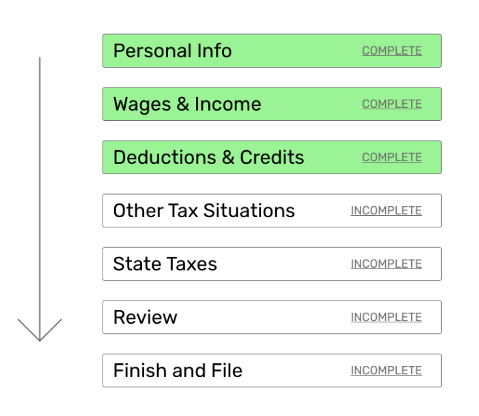 Personal Info COMPLETE
Wages & Income COMPLETE
Deductions & Credits COMPLETE
Other Tax Situations INCOMPLETE
State Taxes INCOMPLETE
Review INCOMPLETE
Finish and File INCOMPLETE